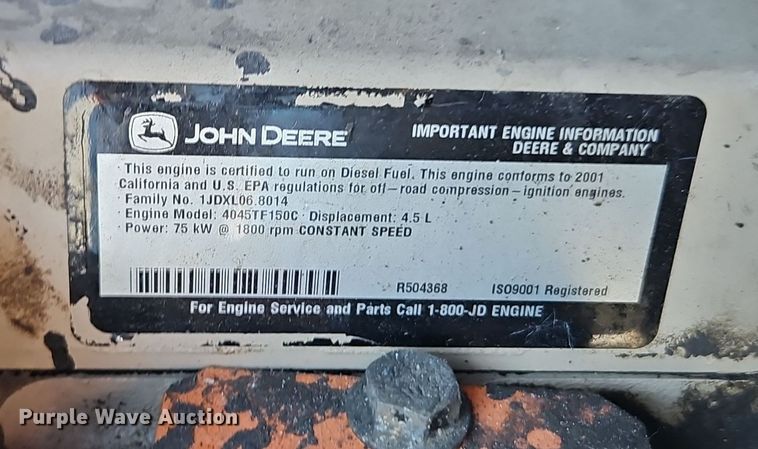 JOHN DEERE
IMPORTANT ENGINE INFORMATION
DEERE & COMPANY
· This engine is certified to run on Diesel Fuel. This engine conforms to 2001
California and U.S. EPA regulations for off–road compression–ignition engines.
· Family No. 1JDXL06.8014
· Engine Model: 4045TF150C · Displacement: 4.5 L
· Power: 75 kW @ 1800 rpm CONSTANT SPEED
R504368 ISO9001 Registered
For Engine Service and Parts Call 1-800-JD ENGINE
Purple Wave Auction